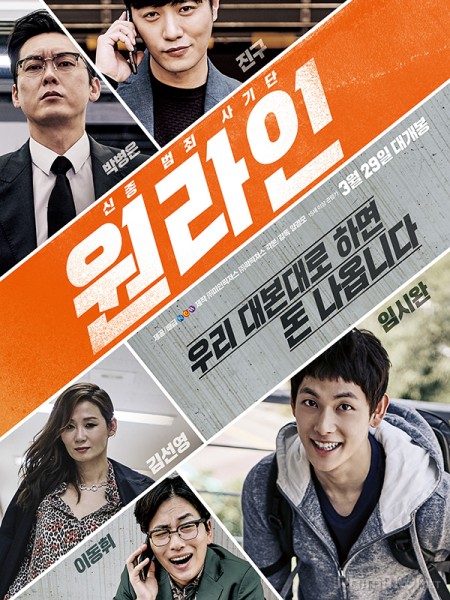 진구
박병은
신종 범죄 사기단
원라인
3월 29일 대개봉
우리 대본대로 하면
돈 나옵니다
임시완
김선영
이동휘